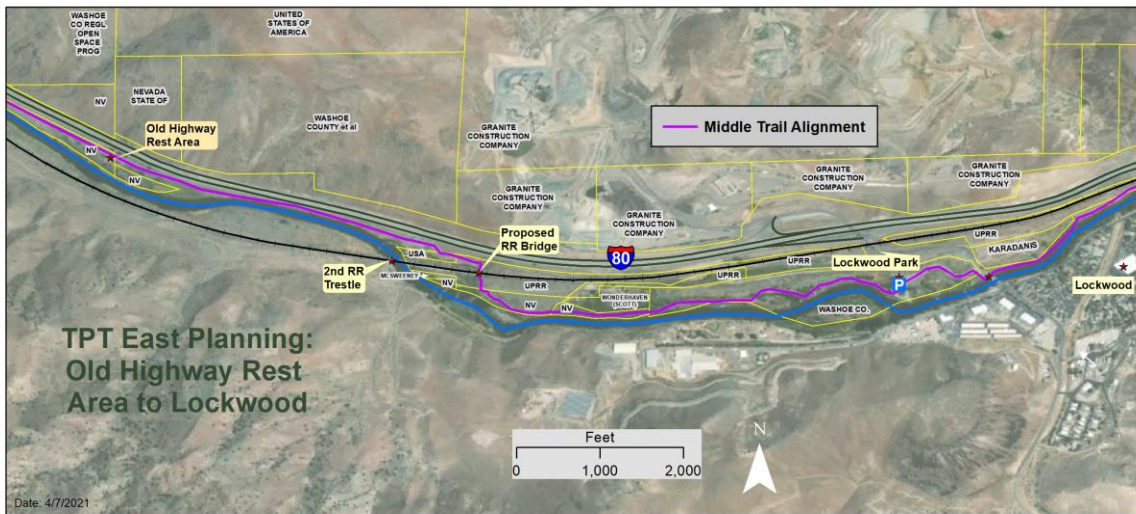 WASHOE
CO REGL
OPEN
SPACE
PROG
UNITED
STATES OF
AMERICA
NV
NEVADA
STATE OF
WASHOE
COUNTY et al
GRANITE
CONSTRUCTION
COMPANY
Middle Trail Alignment
Old Highway
Rest Area
NV
NV
GRANITE
CONSTRUCTION
COMPANY
GRANITE
CONSTRUCTION
COMPANY
GRANITE
CONSTRUCTION
COMPANY
GRANITE
CONSTRUCTION
COMPANY
Proposed
RR Bridge
80
USA
2nd RR
Trestle
MCSWEENEY
NV
UPRR
UPRR
UPRR
UPRR
KARADANIS
Lockwood Park
P
Lockwood
WONDERHAVEN
(SCOTT)
NV
NV
WASHOE CO.
TPT East Planning:
Old Highway Rest
Area to Lockwood
Feet
0 1,000 2,000
N
Date: 4/7/2021